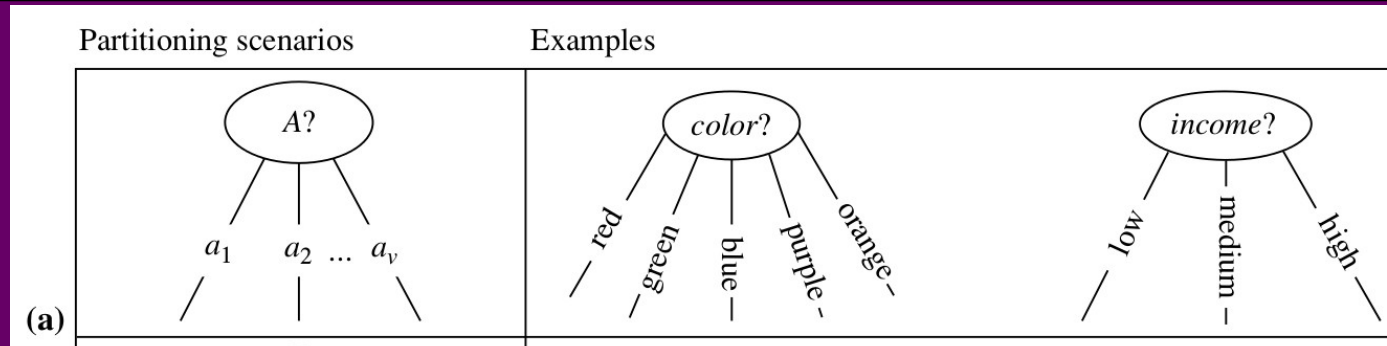 Partitioning scenarios
Examples
A?
color?
income?
a1 a2 ... av
red green blue purple orange
low medium high
(a)